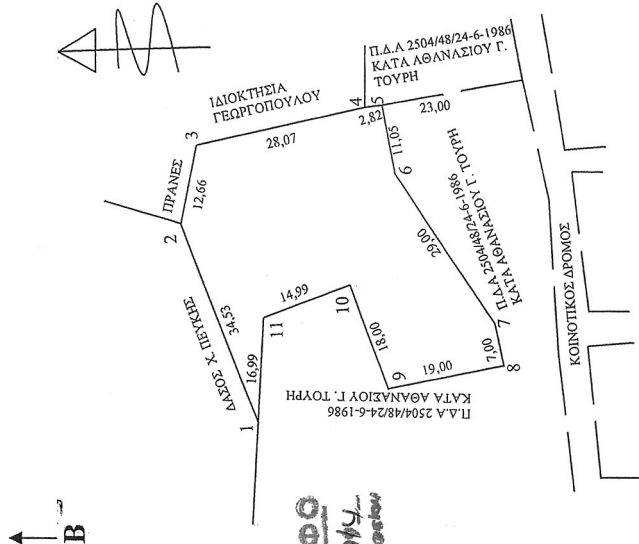 Π.Δ.Α 2504/48/24-6-1986
ΚΑΤΑ ΑΘΑΝΑΣΙΟΥ Γ.
ΤΟΥΡΗ
ΙΔΙΟΚΤΗΣΙΑ
ΓΕΩΡΓΟΠΟΥΛΟΥ
4
5
2,82
23,00
3
28,07
ΠΡΑΝΕΣ
12,66
11,05
6
2
29,00
Π.Δ.Α 2504/48/24-6-1986
ΚΑΤΑ ΑΘΑΝΑΣΙΟΥ Γ. ΤΟΥΡΗ
ΔΑΣΟΣ Χ. ΠΕΥΚΗΣ
34,53
14,99
10
11
16,99
18,00
7
7,00
8
9
19,00
1
Π.Δ.Α 2504/48/24-6-1986
ΚΑΤΑ ΑΘΑΝΑΣΙΟΥ Γ. ΤΟΥΡΗ
ΚΟΙΝΟΤΙΚΟΣ ΔΡΟΜΟΣ
Β